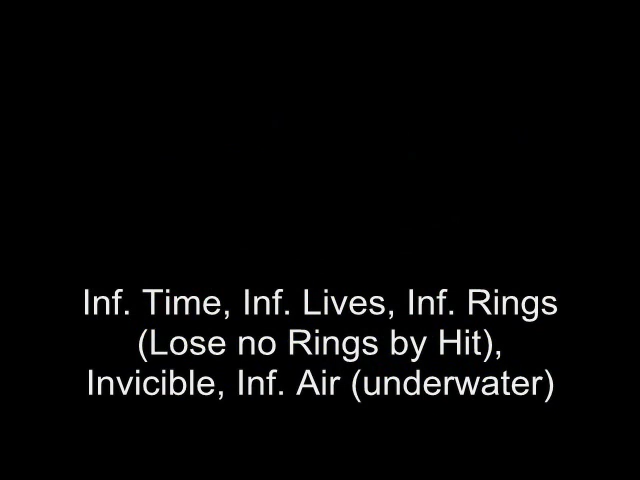 Inf. Time, Inf. Lives, Inf. Rings
(Lose no Rings by Hit),
Invicible, Inf. Air (underwater)